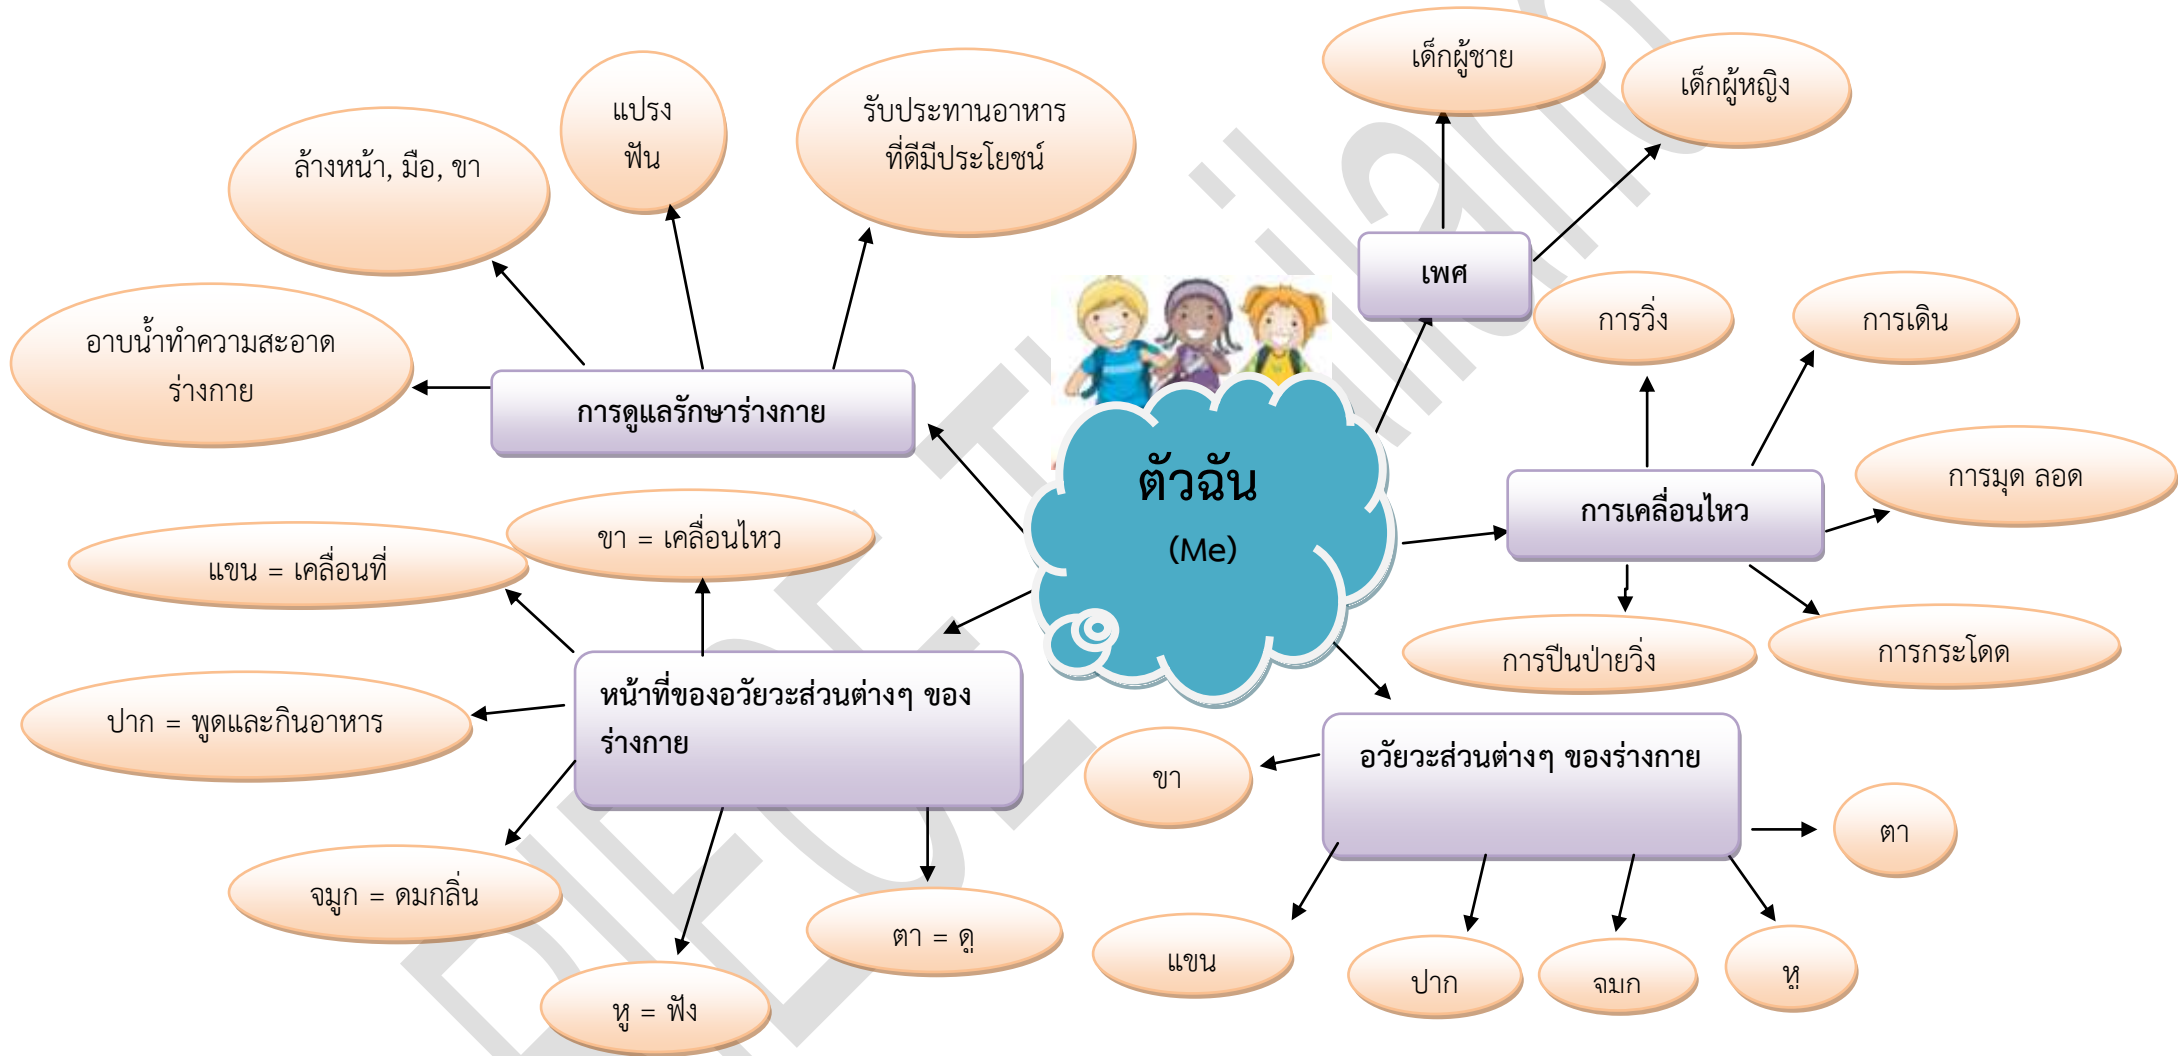 เด็กผู้ชาย
เด็กผู้หญิง
แปรง
ฟัน
รับประทานอาหาร
ที่ดีมีประโยชน์
ล้างหน้า, มือ, ขา
เพศ
อาบน้ำทำความสะอาด
ร่างกาย
การดูแลรักษาร่างกาย
การวิ่ง
การเดิน
ตัวฉัน
(Me)
การมุด ลอด
การเคลื่อนไหว
ขา = เคลื่อนไหว
แขน = เคลื่อนที่
การปีนป่ายวิ่ง
การกระโดด
หน้าที่ของอวัยวะส่วนต่างๆ ของ
ร่างกาย
ปาก = พูดและกินอาหาร
อวัยวะส่วนต่างๆ ของร่างกาย
ขา
ตา
จมูก = ดมกลิ่น
ตา = ดู
หู = ฟัง
แขน
ปาก
จมูก
หู